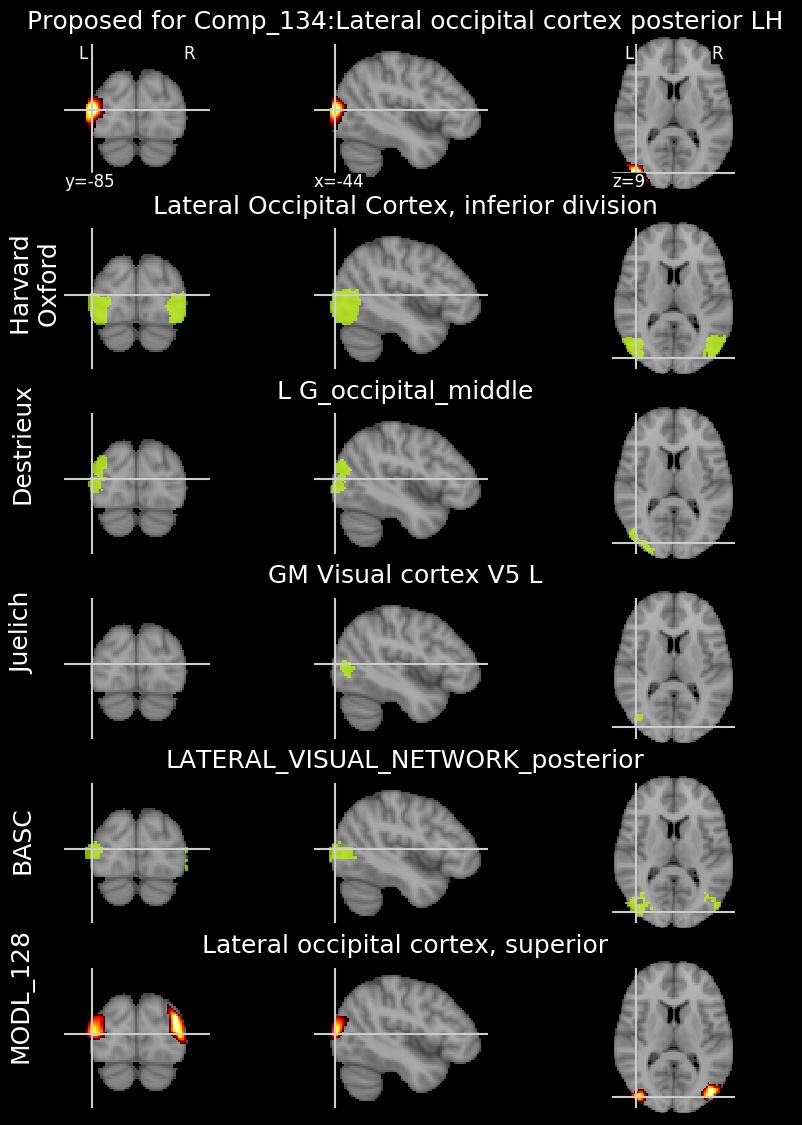 Proposed for Comp_134:Lateral occipital cortex posterior LH
L R L R
y=-85 x=-44 z=9
Lateral Occipital Cortex, inferior division
Harvard
Oxford
L G_occipital_middle
Destrieux
GM Visual cortex V5 L
Juelich
LATERAL_VISUAL_NETWORK_posterior
BASC
Lateral occipital cortex, superior
MODL_128